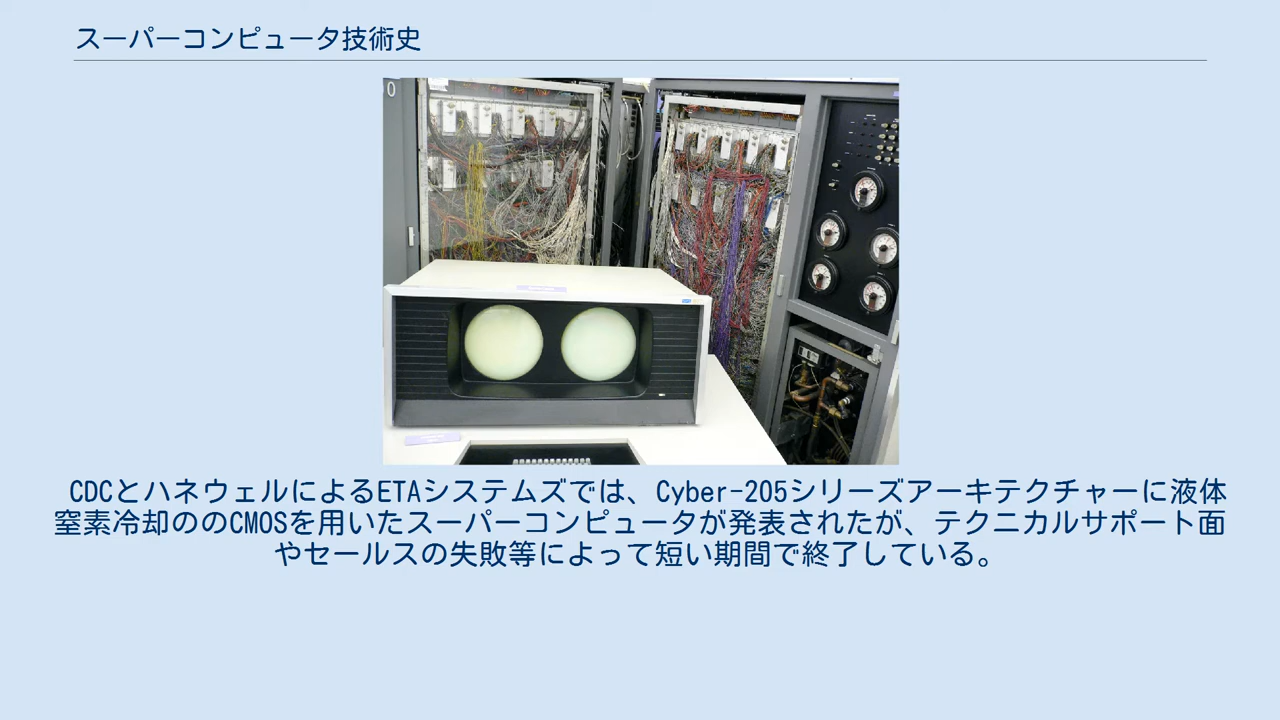 スーパーコンピュータ技術史
0
CDCとハネウェルによるETAシステムズでは、Cyber-205シリーズアーキテクチャーに液体
窒素冷却ののCMOSを用いたスーパーコンピュータが発表されたが、テクニカルサポート面
やセールスの失敗等によって短い期間で終了している。